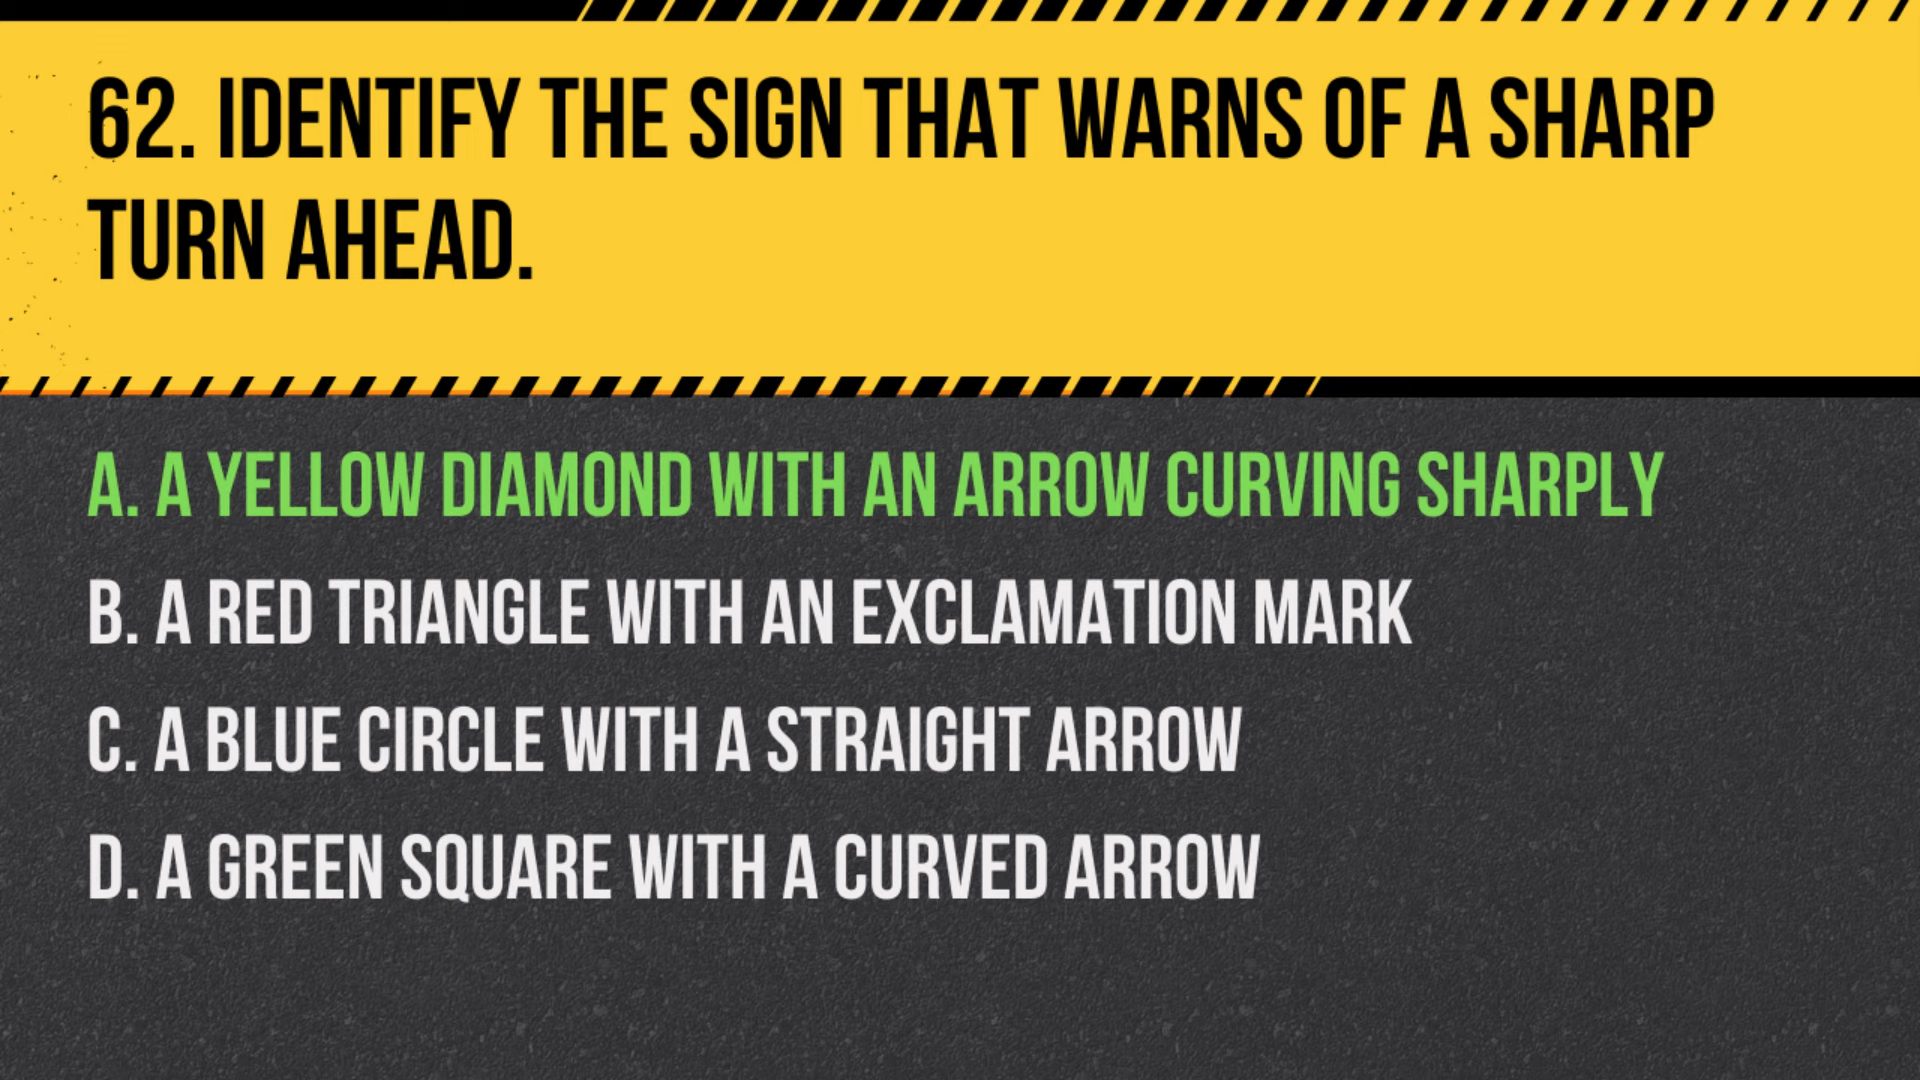 62. IDENTIFY THE SIGN THAT WARNS OF A SHARP
TURN AHEAD.
A. A YELLOW DIAMOND WITH AN ARROW CURVING SHARPLY
B. A RED TRIANGLE WITH AN EXCLAMATION MARK
C. A BLUE CIRCLE WITH A STRAIGHT ARROW
D. A GREEN SQUARE WITH A CURVED ARROW